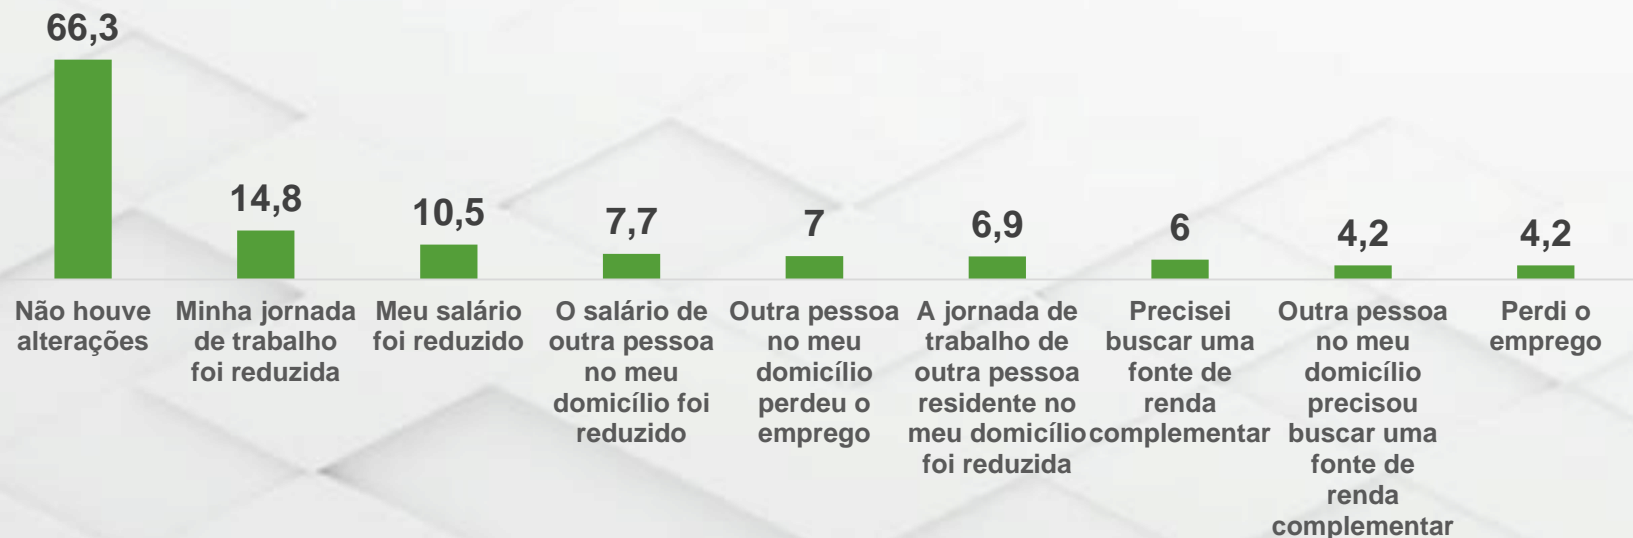 66,3
14,8
10,5
7,7
7
6,9
6
4,2
4,2
Não houve
alterações
Minha jornada
de trabalho
foi reduzida
Meu salário
foi reduzido
O salário de
outra pessoa
no meu
domicílio foi
reduzido
Outra pessoa
no meu
domicílio
perdeu o
emprego
A jornada de
trabalho de
outra pessoa
residente no
meu domicílio
foi reduzida
Precisei
buscar uma
fonte de
renda
complementar
Outra pessoa
no meu
domicílio
precisou
buscar uma
fonte de
renda
complementar
Perdi o
emprego